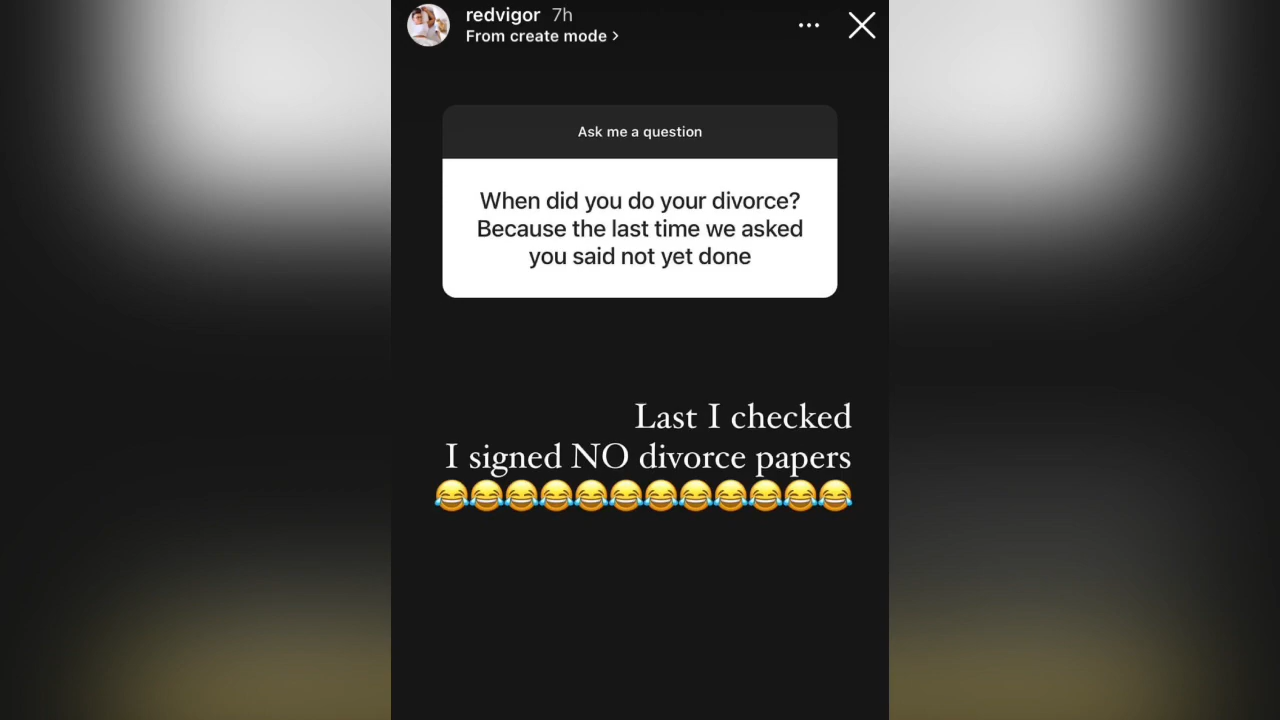 redvigor 7h
From create mode >
Ask me a question
When did you do your divorce?
Because the last time we asked
you said not yet done
Last I checked
I signed NO divorce papers
😂😂😂😂😂😂😂😂😂😂😂😂